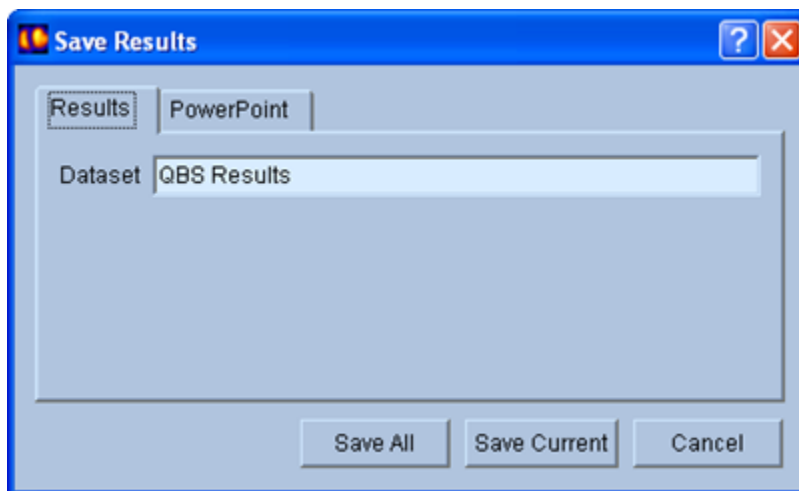 Save Results
?
Results PowerPoint
Dataset QBS Results
Save All Save Current Cancel